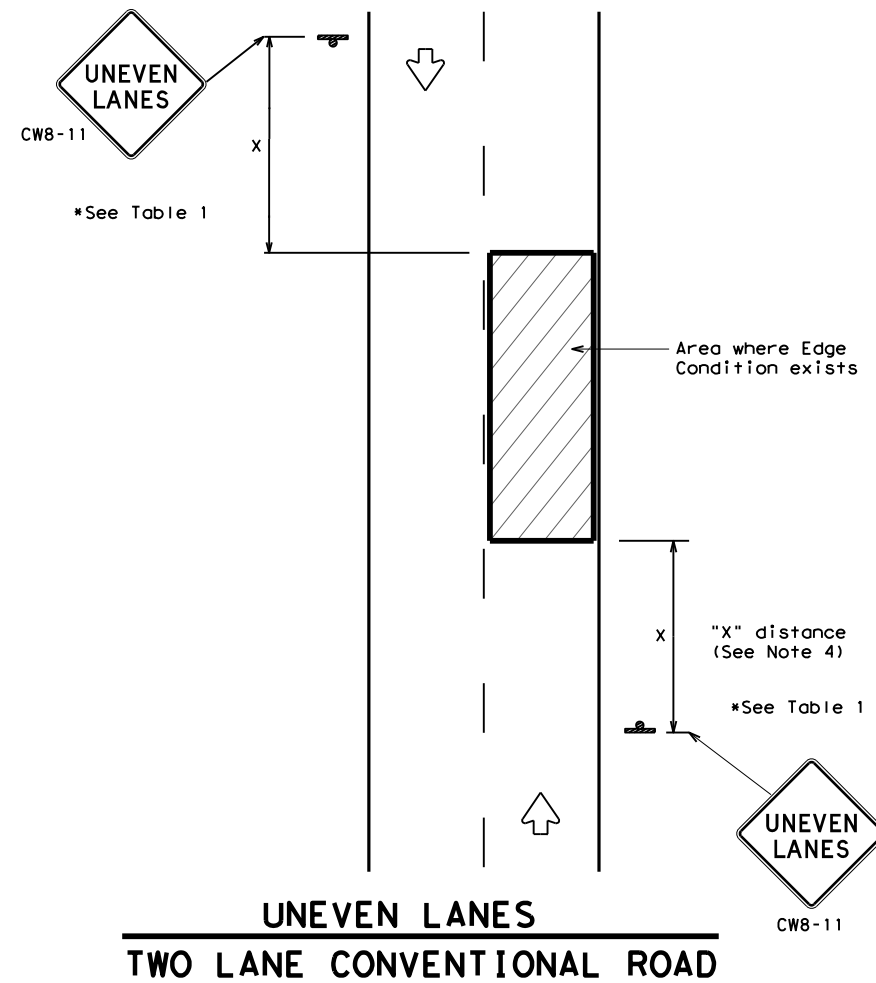 UNEVEN
LANES
CW8-11
X
*See Table 1
Area where Edge
Condition exists
X
"X" distance
(See Note 4)
*See Table 1
UNEVEN
LANES
CW8-11
UNEVEN LANES
TWO LANE CONVENTIONAL ROAD